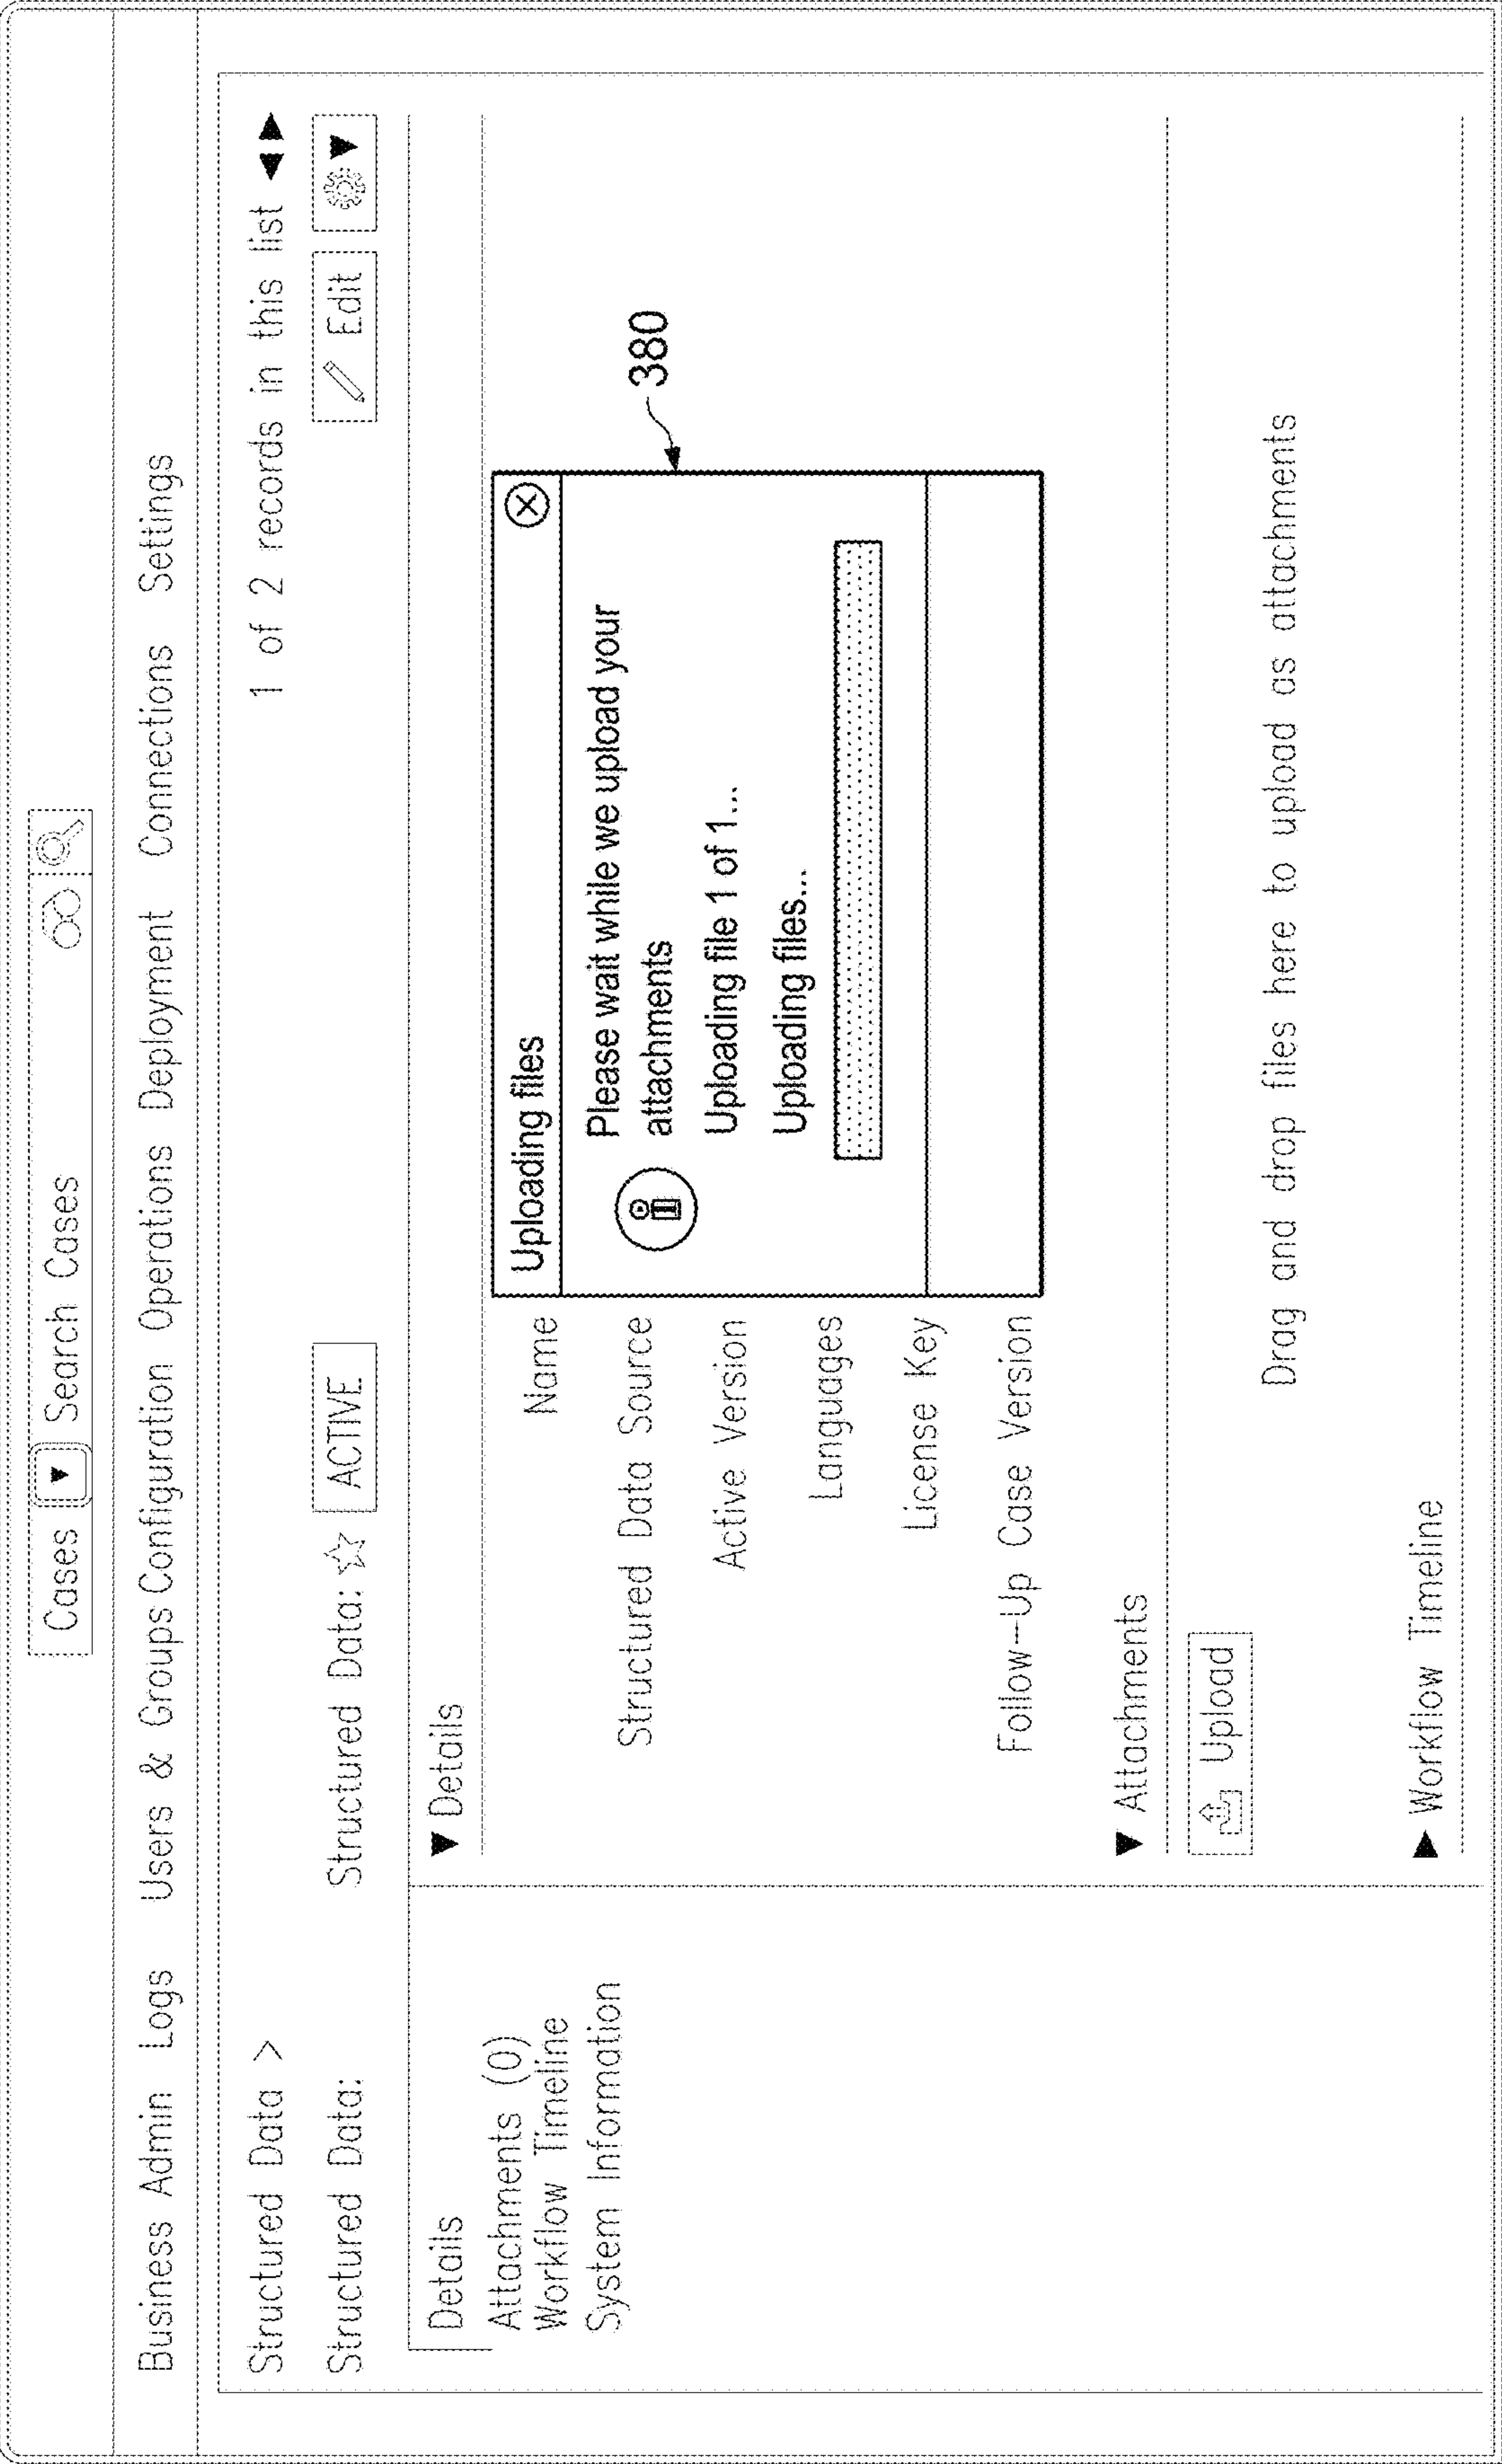 Cases Search Cases
Business Admin Logs Users & Groups Configuration Operations Deployment Connections Settings
Structured Data > 1 of 2 records in this list
Structured Data: Structured Data: ACTIVE Edit
Details
Attachments (0)
Workflow Timeline
System Information
Details
Name
Structured Data Source
Active Version
Languages
License Key
Follow-Up Case Version
Uploading files
Please wait while we upload your
attachments
Uploading file 1 of 1...
Uploading files...
380
Attachments
Upload
Drag and drop files here to upload as attachments
Workflow Timeline